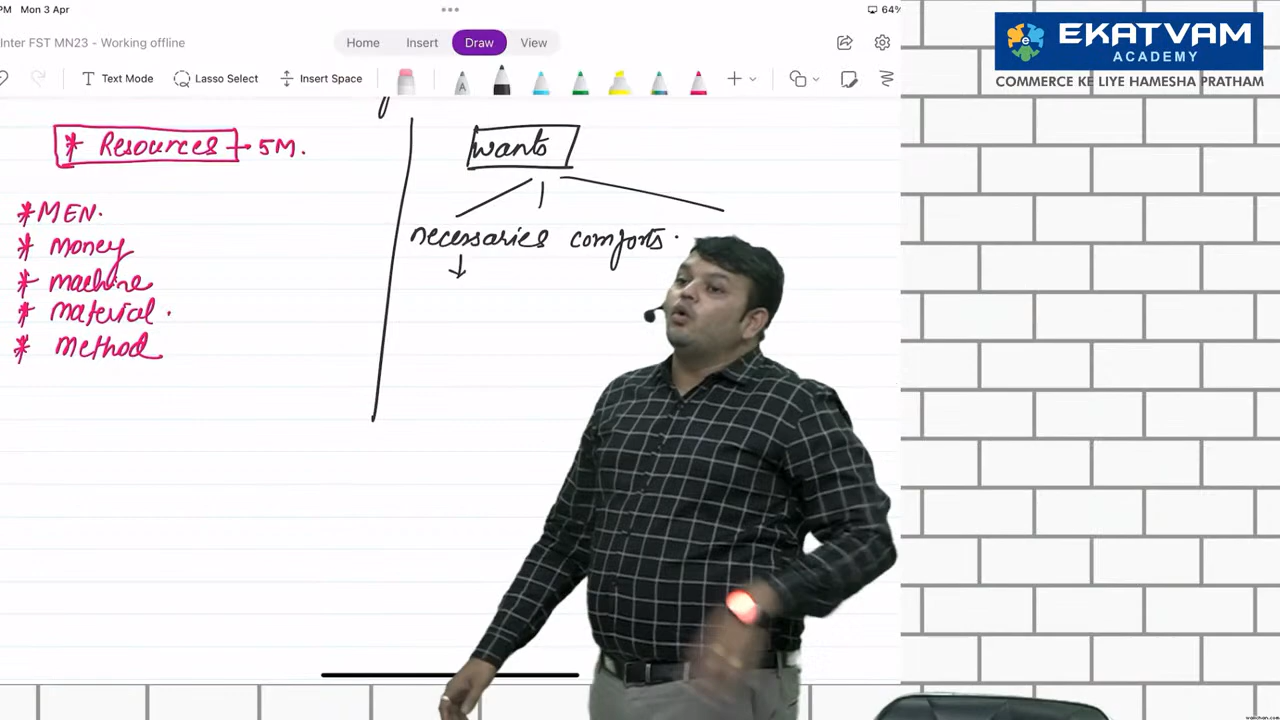 PM Mon 3 Apr
64%
Inter FST MN23 - Working offline
Home Insert Draw View
Text Mode
Lasso Select
Insert Space
EKATVAM
ACADEMY
COMMERCE KE LIYE HAMESHA PRATHAM
* Resources → 5M.
* MEN.
* money
* machine
* material.
* method
wants
necessaries comforts.